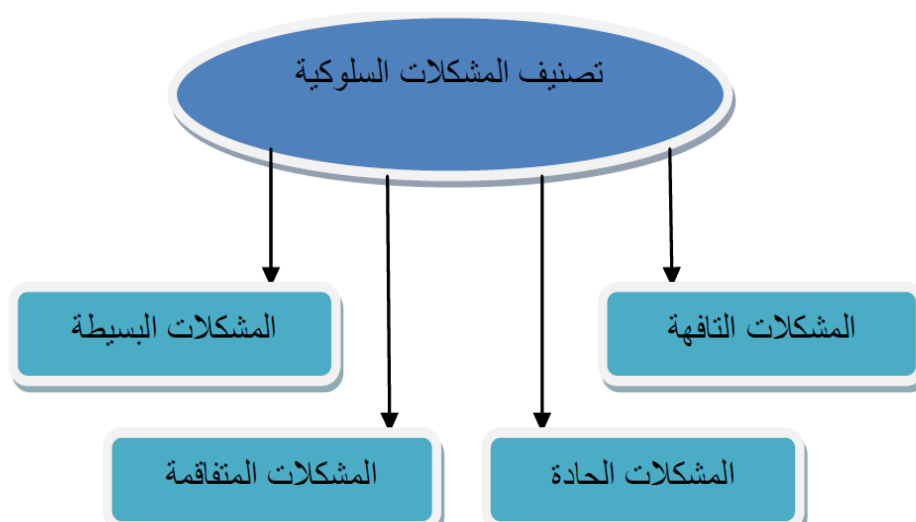 تصنيف المشكلات السلوكية
المشكلات التافهة
المشكلات البسيطة
المشكلات الحادة
المشكلات المتفاقمة